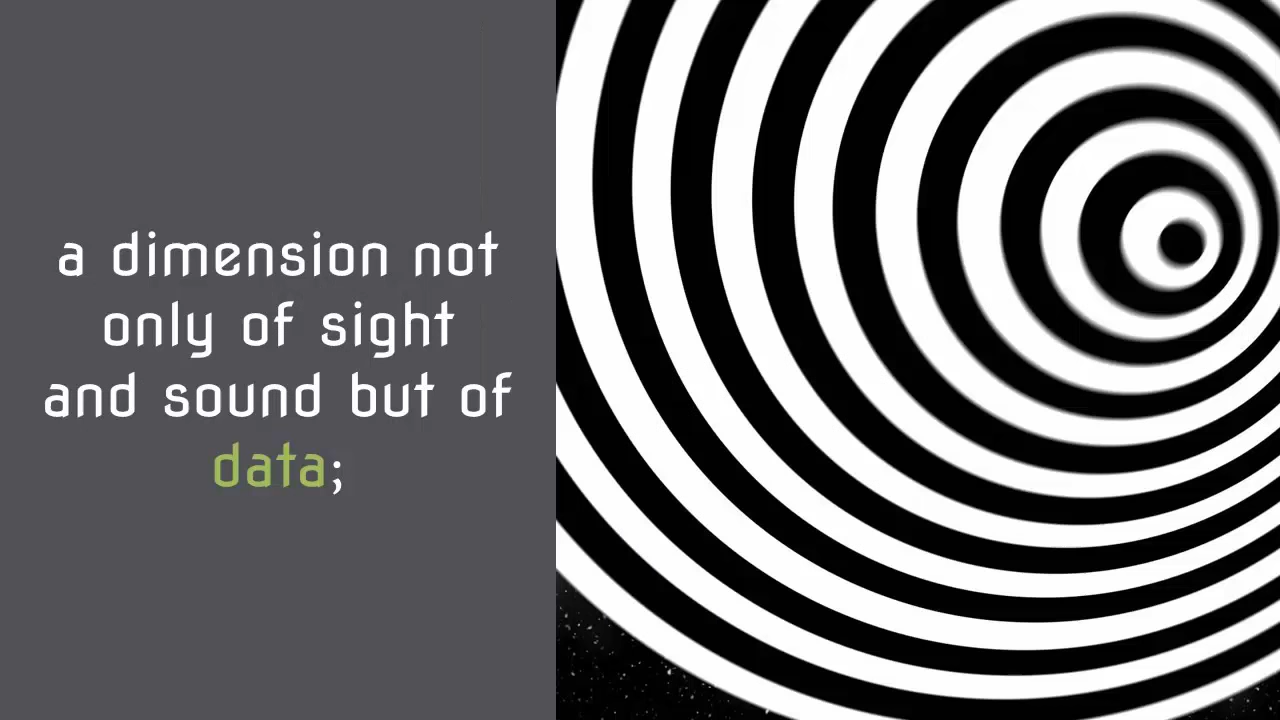 a dimension not
only of sight
and sound but of
data;